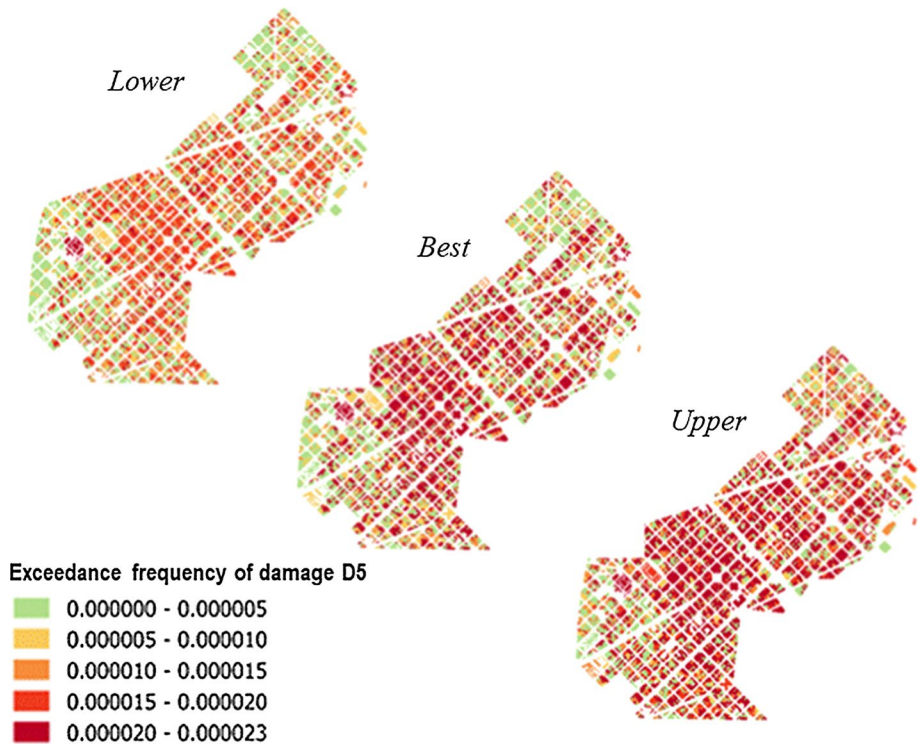 Lower
Best
Upper
Exceedance frequency of damage D5
0.000000 - 0.000005
0.000005 - 0.000010
0.000010 - 0.000015
0.000015 - 0.000020
0.000020 - 0.000023